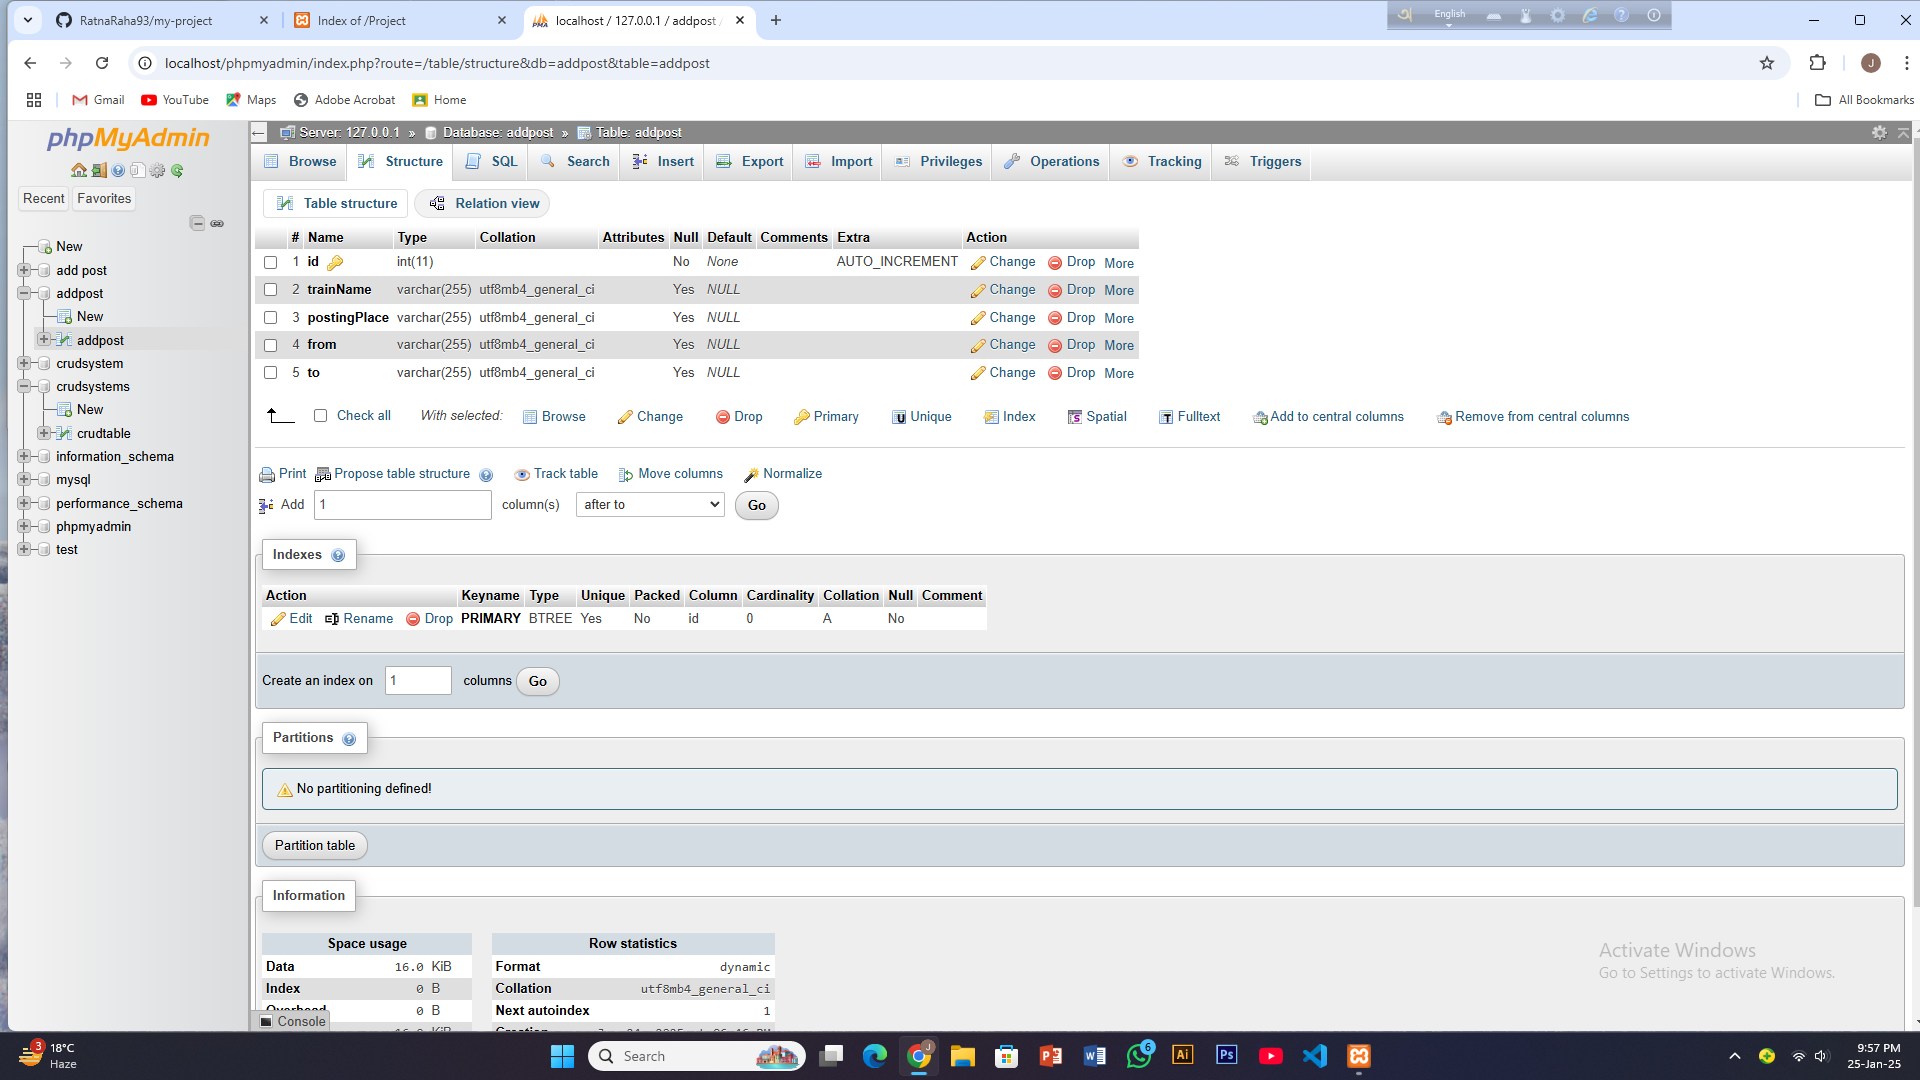 RatnaRaha93/my-project
Index of /Project
localhost / 127.0.0.1 / addpost
English
localhost/phpmyadmin/index.php?route=/table/structure&db=addpost&table=addpost
J
Gmail YouTube Maps Adobe Acrobat Home All Bookmarks
phpMyAdmin
Recent Favorites
New
add post
addpost
New
addpost
crudsystem
crudsystems
New
crudtable
information_schema
mysql
performance_schema
phpmyadmin
test
Server: 127.0.0.1 » Database: addpost » Table: addpost
Browse Structure SQL Search Insert Export Import Privileges Operations Tracking Triggers
Table structure Relation view
# Name Type Collation Attributes Null Default Comments Extra Action
1 id int(11) No None AUTO_INCREMENT Change Drop More
2 trainName varchar(255) utf8mb4_general_ci Yes NULL Change Drop More
3 postingPlace varchar(255) utf8mb4_general_ci Yes NULL Change Drop More
4 from varchar(255) utf8mb4_general_ci Yes NULL Change Drop More
5 to varchar(255) utf8mb4_general_ci Yes NULL Change Drop More
Check all With selected: Browse Change Drop Primary Unique Index Spatial Fulltext Add to central columns Remove from central columns
Print Propose table structure Track table Move columns Normalize
Add 1 column(s) after to Go
Indexes
Action Keyname Type Unique Packed Column Cardinality Collation Null Comment
Edit Rename Drop PRIMARY BTREE Yes No id 0 A No
Create an index on 1 columns Go
Partitions
No partitioning defined!
Partition table
Information
Space usage
Data 16.0 KiB
Index 0 B
Overhead 0 B
Row statistics
Format dynamic
Collation utf8mb4_general_ci
Next autoindex 1
Console
Activate Windows
Go to Settings to activate Windows.
3
18°C
Haze
Search
J
6
9:57 PM
25-Jan-25